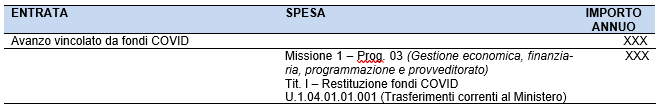 ENTRATA SPESA IMPORTO
ANNUO
Avanzo vincolato da fondi COVID XXX
Missione 1 – Prog. 03 (Gestione economica, finanzia- XXX
ria, programmazione e provveditorato)
Tit. I – Restituzione fondi COVID
U.1.04.01.01.001 (Trasferimenti correnti al Ministero)